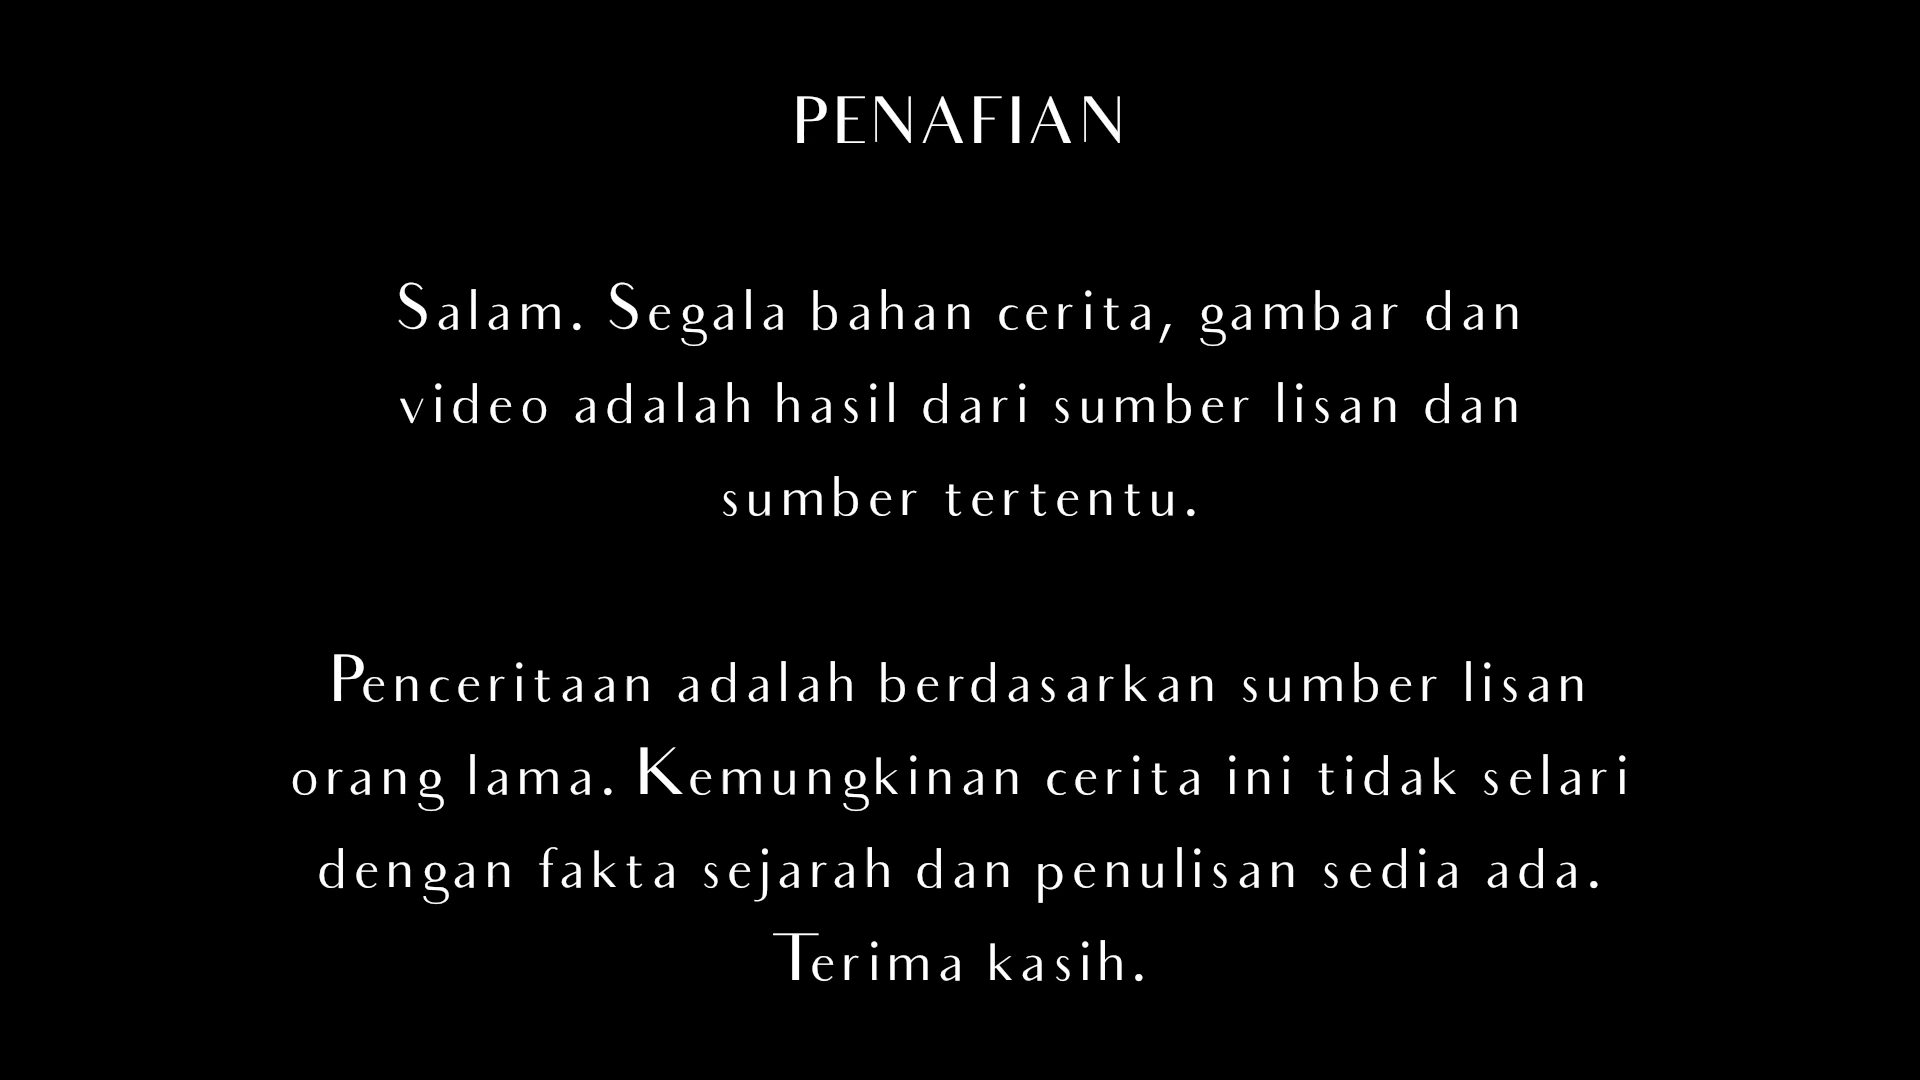 PENAFIAN
Salam. Segala bahan cerita, gambar dan
video adalah hasil dari sumber lisan dan
sumber tertentu.
Penceritaan adalah berdasarkan sumber lisan
orang lama. Kemungkinan cerita ini tidak selari
dengan fakta sejarah dan penulisan sedia ada.
Terima kasih.